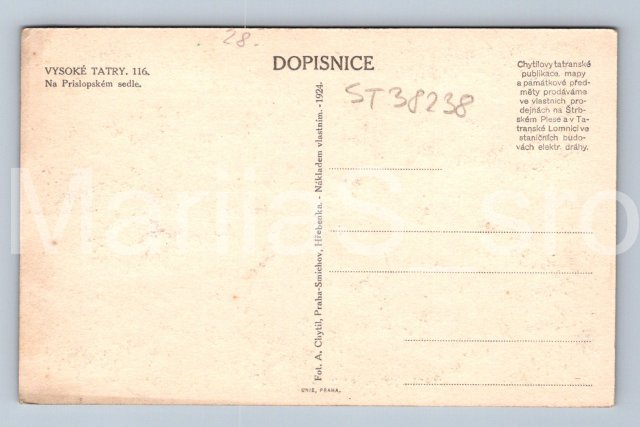 28.
VYSOKÉ TATRY. 116.
Na Prislopském sedle.
DOPISNICE
ST38238
Chytilovy tatranské
publikace, mapy
a památkové před-
měty prodáváme
ve vlastních pro-
dejnách na Štrb-
ském Plese a v Ta-
transké Lomnici ve
staničních budo-
vách elektr. dráhy.
Fot. A. Chytil, Praha-Smíchov, Hřebenka. - Nákladem vlastním. - 1924.
UNIE, PRAHA.